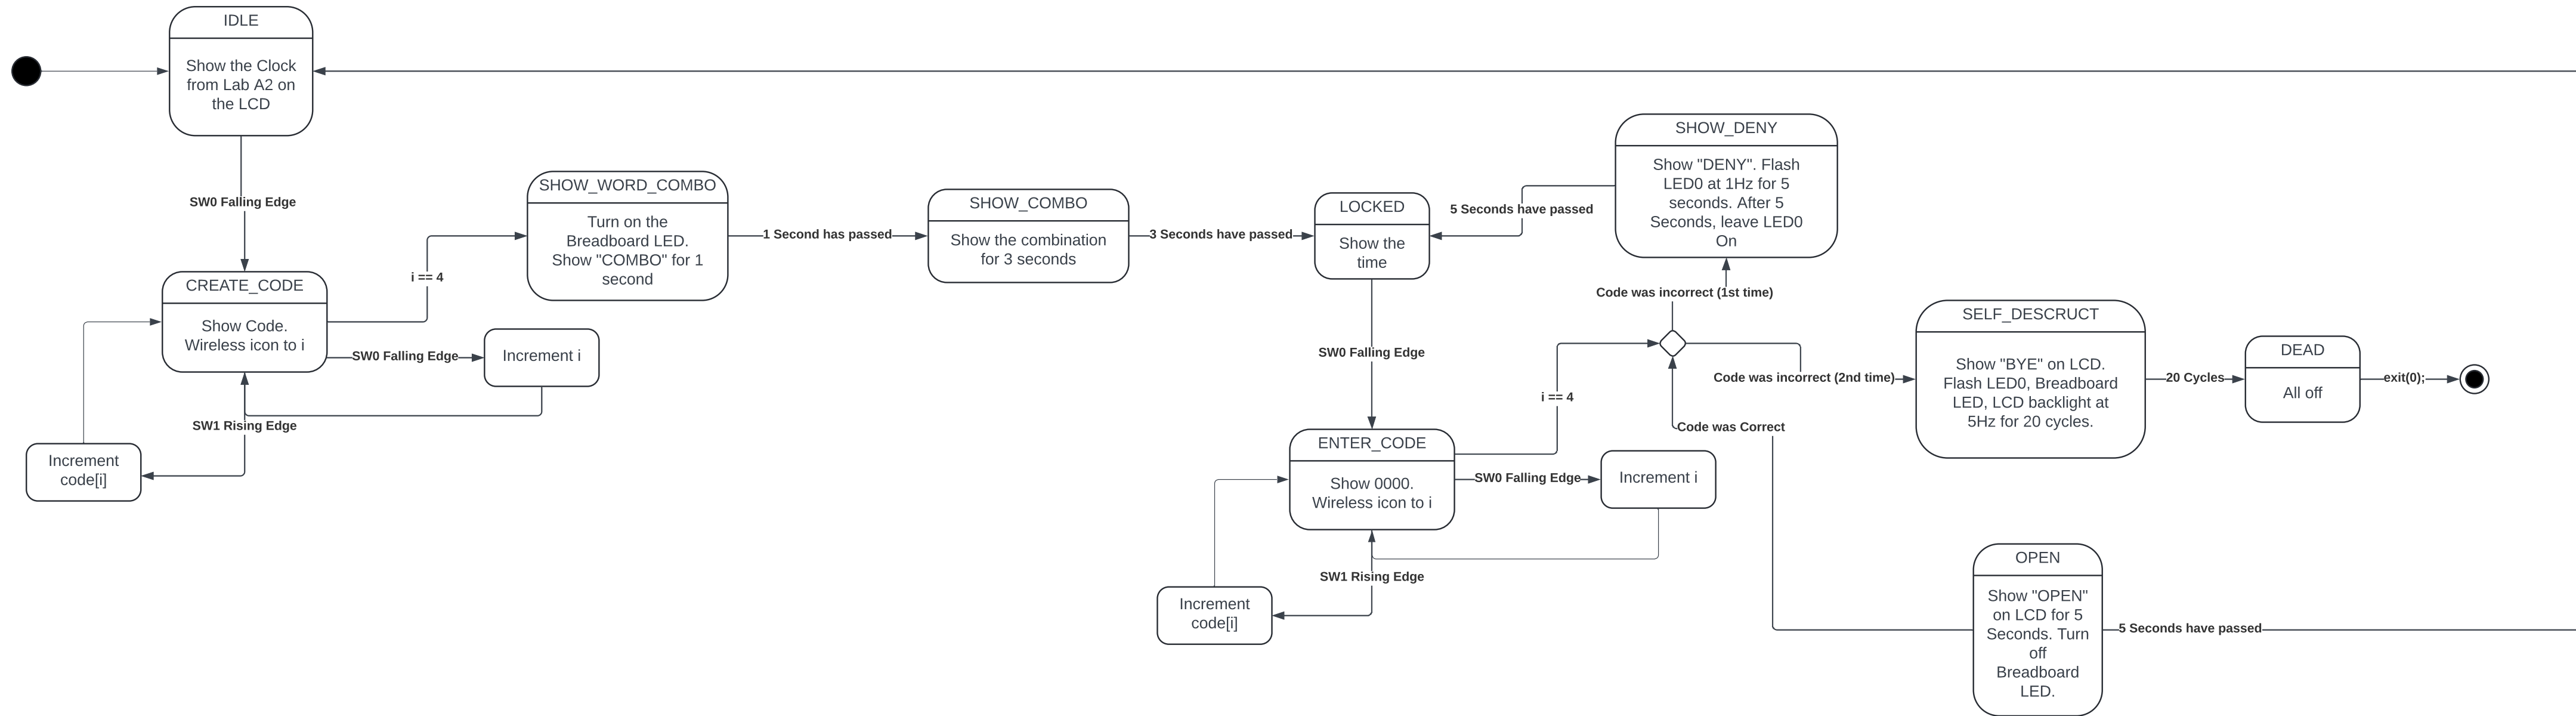 IDLE
Show the Clock
from Lab A2 on
the LCD
SW0 Falling Edge
CREATE_CODE
Show Code.
Wireless icon to i
SW0 Falling Edge
Increment i
SW1 Rising Edge
Increment
code[i]
i == 4
SHOW_WORD_COMBO
Turn on the
Breadboard LED.
Show "COMBO" for 1
second
1 Second has passed
SHOW_COMBO
Show the combination
for 3 seconds
3 Seconds have passed
LOCKED
Show the
time
SW0 Falling Edge
ENTER_CODE
Show 0000.
Wireless icon to i
SW0 Falling Edge
Increment i
SW1 Rising Edge
Increment
code[i]
i == 4
Code was incorrect (1st time)
SHOW_DENY
Show "DENY". Flash
LED0 at 1Hz for 5
seconds. After 5
Seconds, leave LED0
On
5 Seconds have passed
Code was incorrect (2nd time)
SELF_DESCRUCT
Show "BYE" on LCD.
Flash LED0, Breadboard
LED, LCD backlight at
5Hz for 20 cycles.
20 Cycles
DEAD
All off
exit(0);
Code was Correct
OPEN
Show "OPEN"
on LCD for 5
Seconds. Turn
off
Breadboard
LED.
5 Seconds have passed